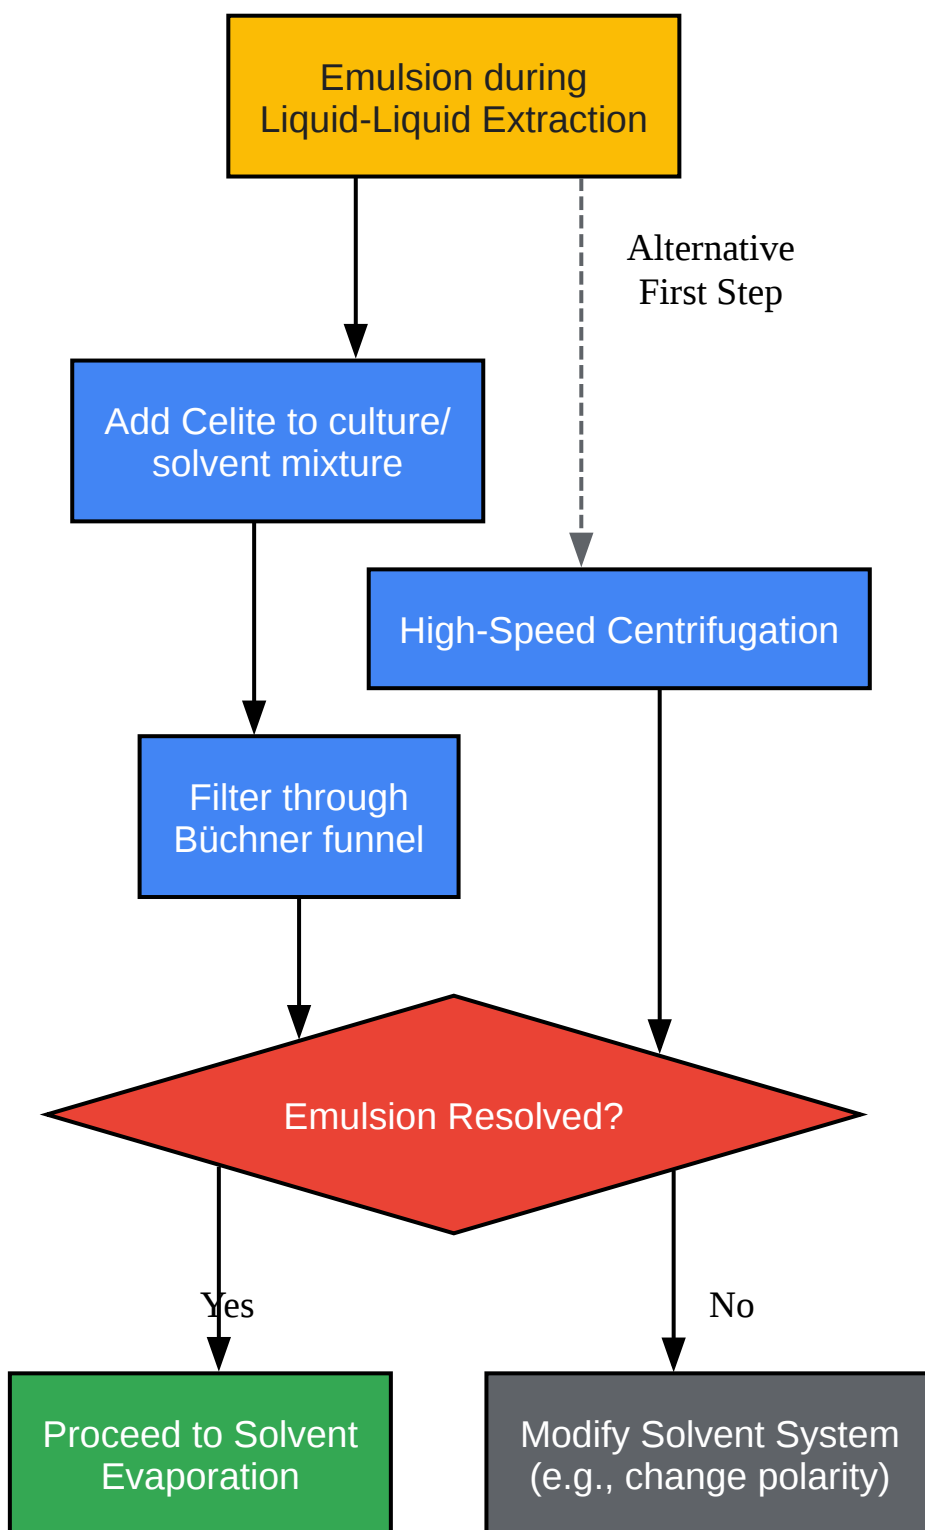 Emulsion during
Liquid-Liquid Extraction
Alternative
First Step
Add Celite to culture/
solvent mixture
High-Speed Centrifugation
Filter through
Büchner funnel
Emulsion Resolved?
Yes
No
Proceed to Solvent
Evaporation
Modify Solvent System
(e.g., change polarity)